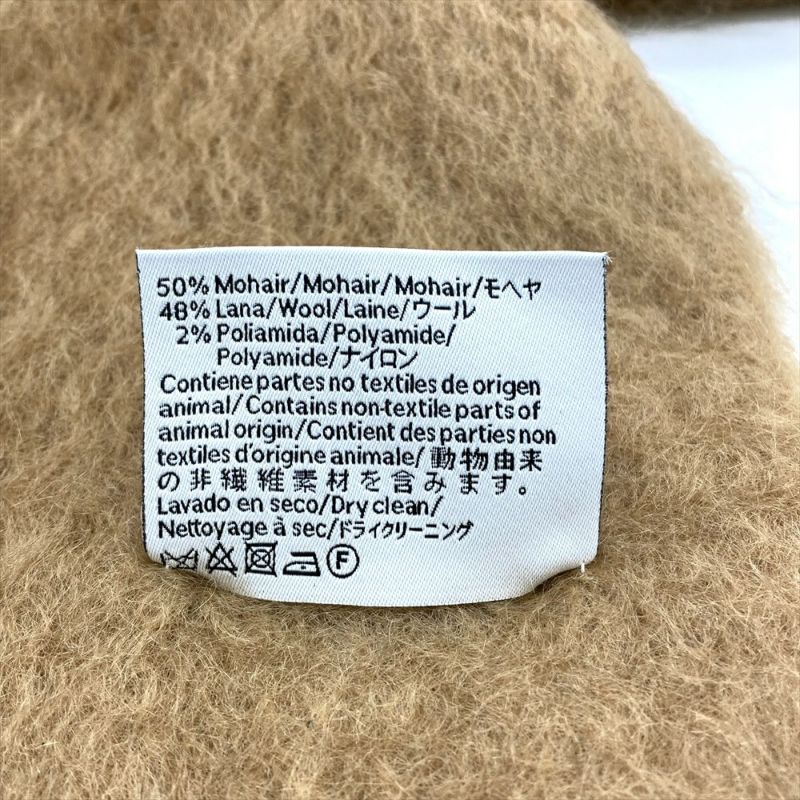 50% Mohair/Mohair/Mohair/モヘヤ
48% Lana/Wool/Laine/ウール
2% Poliamida/Polyamide/
Polyamide/ナイロン
Contiene partes no textiles de origen
animal/Contains non-textile parts of
animal origin/Contient des parties non
textiles d'origine animale/動物由来
の非繊維素材を含みます。
Lavado en seco/Dry clean/
Nettoyage à sec/ドライクリーニング
F